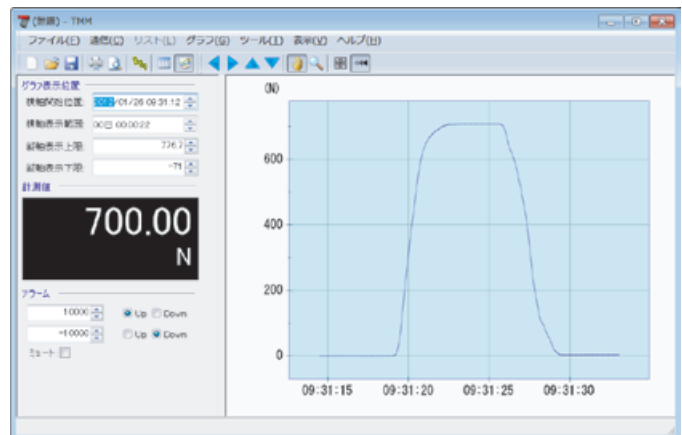 (無題) - TMM
ファイル(F) 通信(C) リスト(L) グラフ(G) ツール(T) 表示(V) ヘルプ(H)
グラフ表示位置
横軸開始位置: 2012/01/26 09:31:12
横軸表示範囲: 00日 00:00:22
縦軸表示上限: 776.7
縦軸表示下限: -71
計測値
700.00
N
アラーム
10000 Up Down
-10000 Up Down
ミュート
(N)
600
400
200
0
09:31:15 09:31:20 09:31:25 09:31:30